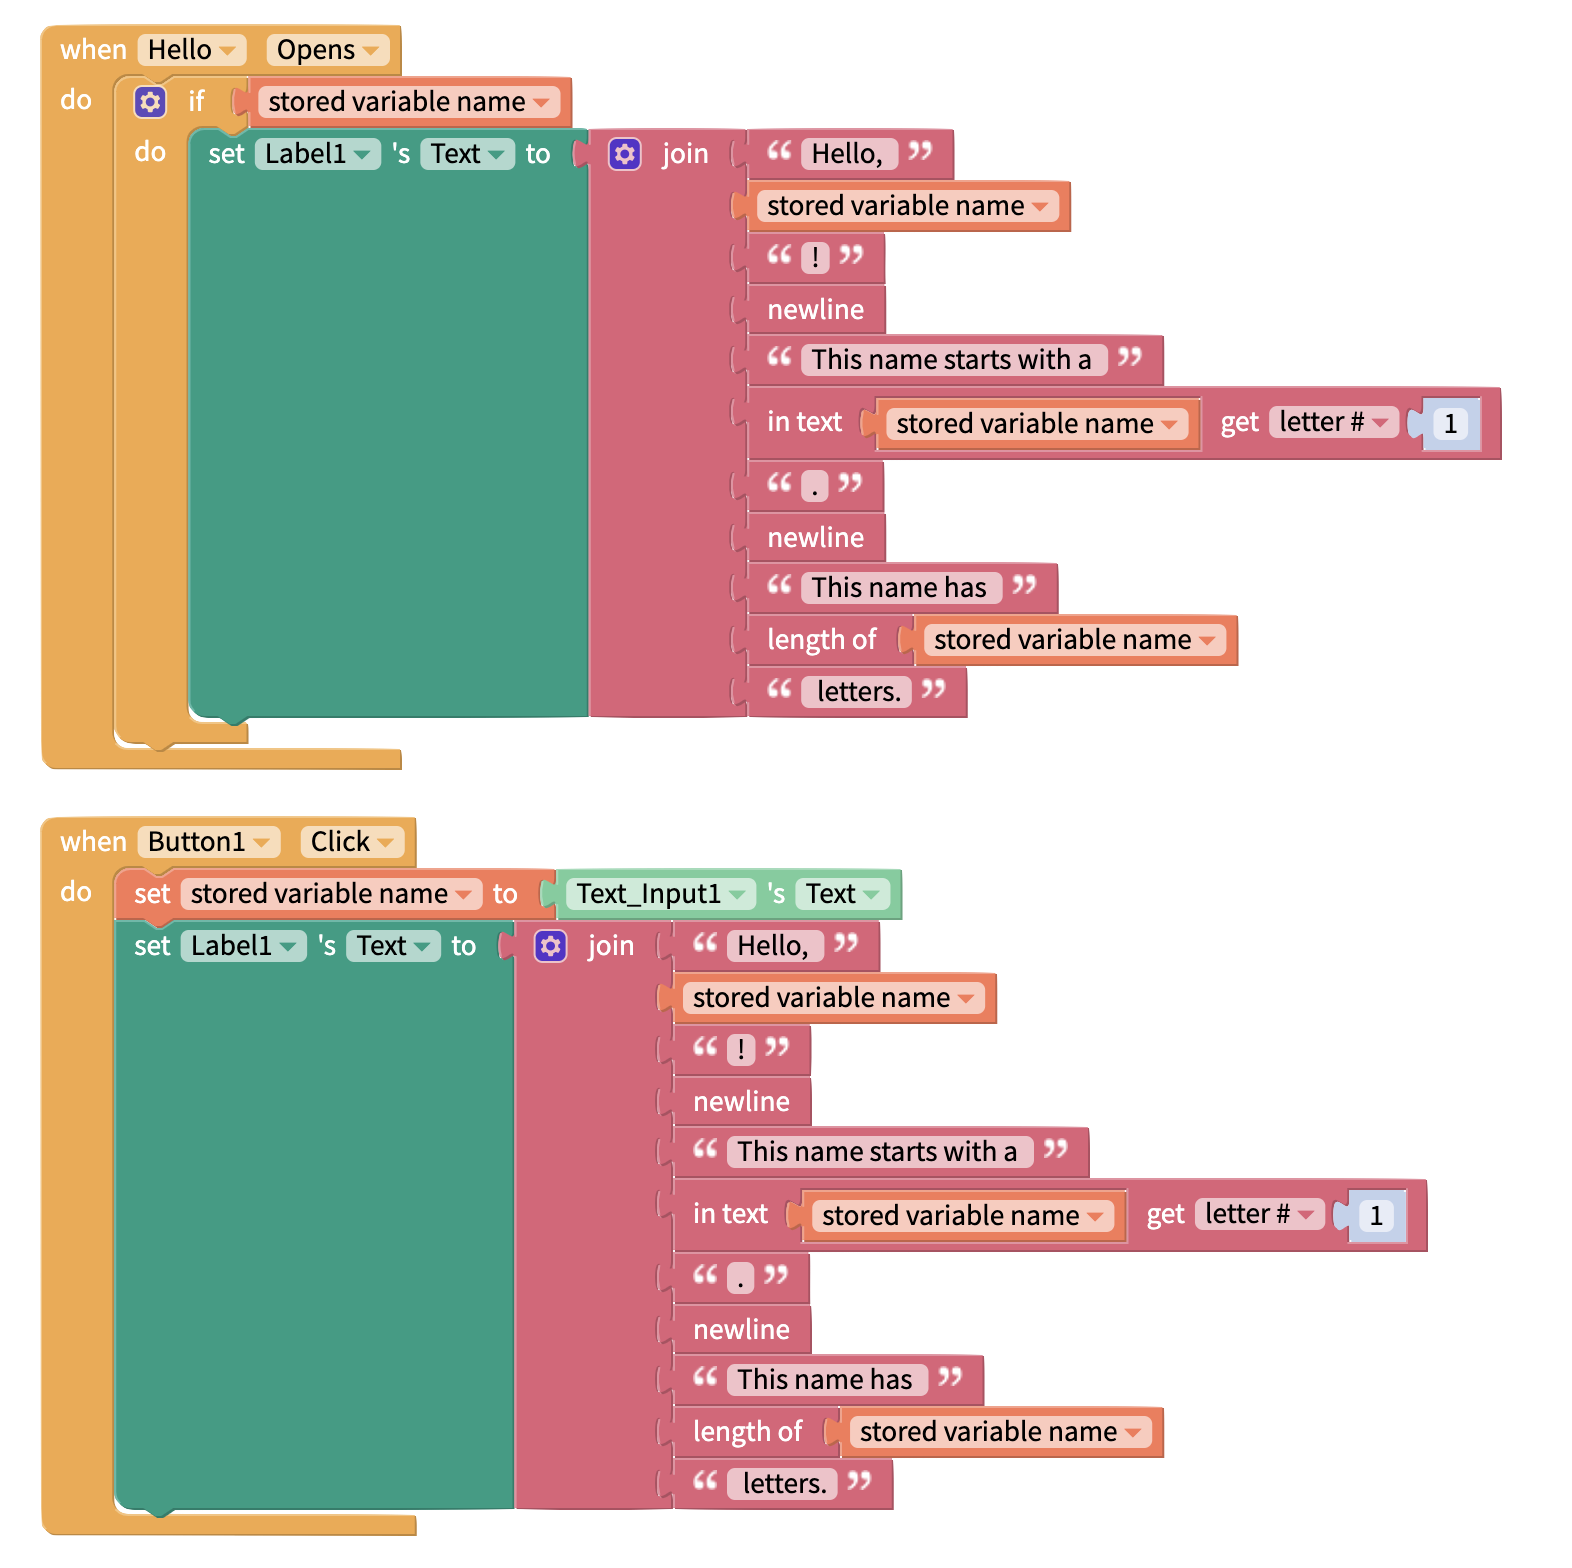 when Hello Opens
do if stored variable name
do set Label1 's Text to join “ Hello, ”
stored variable name
“ ! ”
newline
“ This name starts with a ”
in text stored variable name get letter # 1
“ . ”
newline
“ This name has ”
length of stored variable name
“ letters. ”
when Button1 Click
do set stored variable name to Text_Input1 's Text
set Label1 's Text to join “ Hello, ”
stored variable name
“ ! ”
newline
“ This name starts with a ”
in text stored variable name get letter # 1
“ . ”
newline
“ This name has ”
length of stored variable name
“ letters. ”